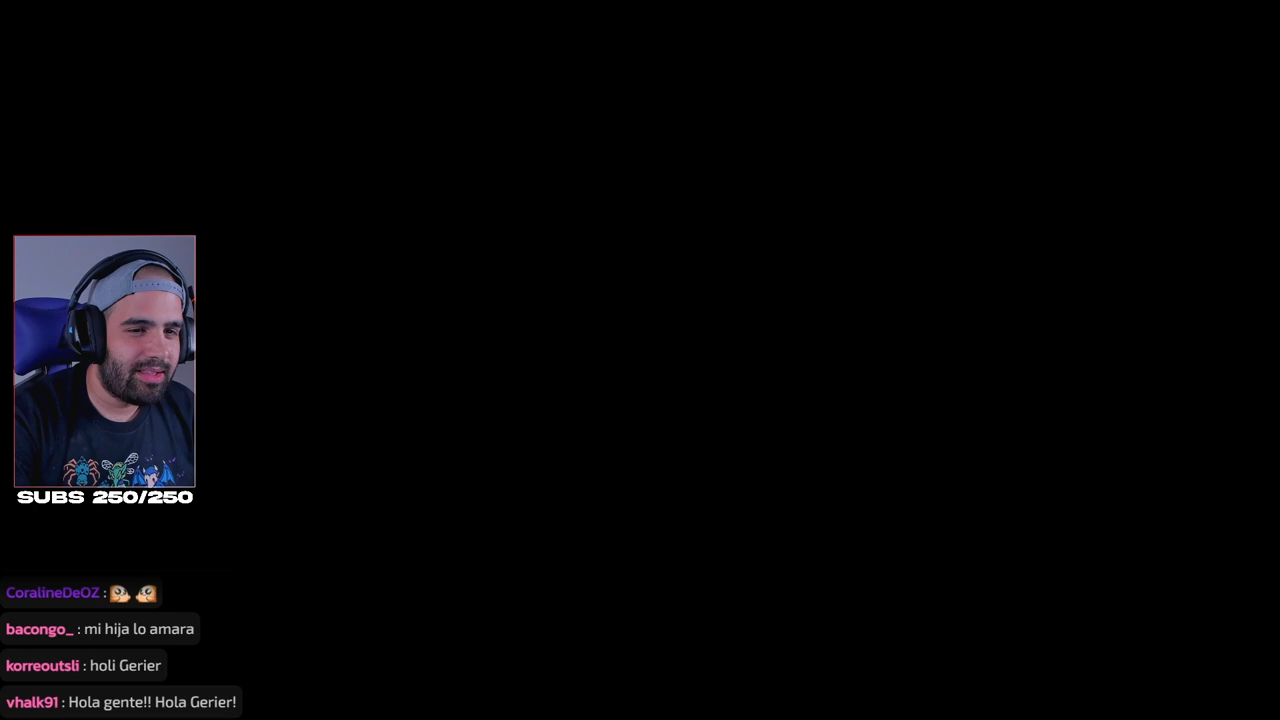 SUBS 250/250
CoralineDeOZ :
bacongo_ : mi hija lo amara
korreoutsli : holi Gerier
vhalk91 : Hola gente!! Hola Gerier!